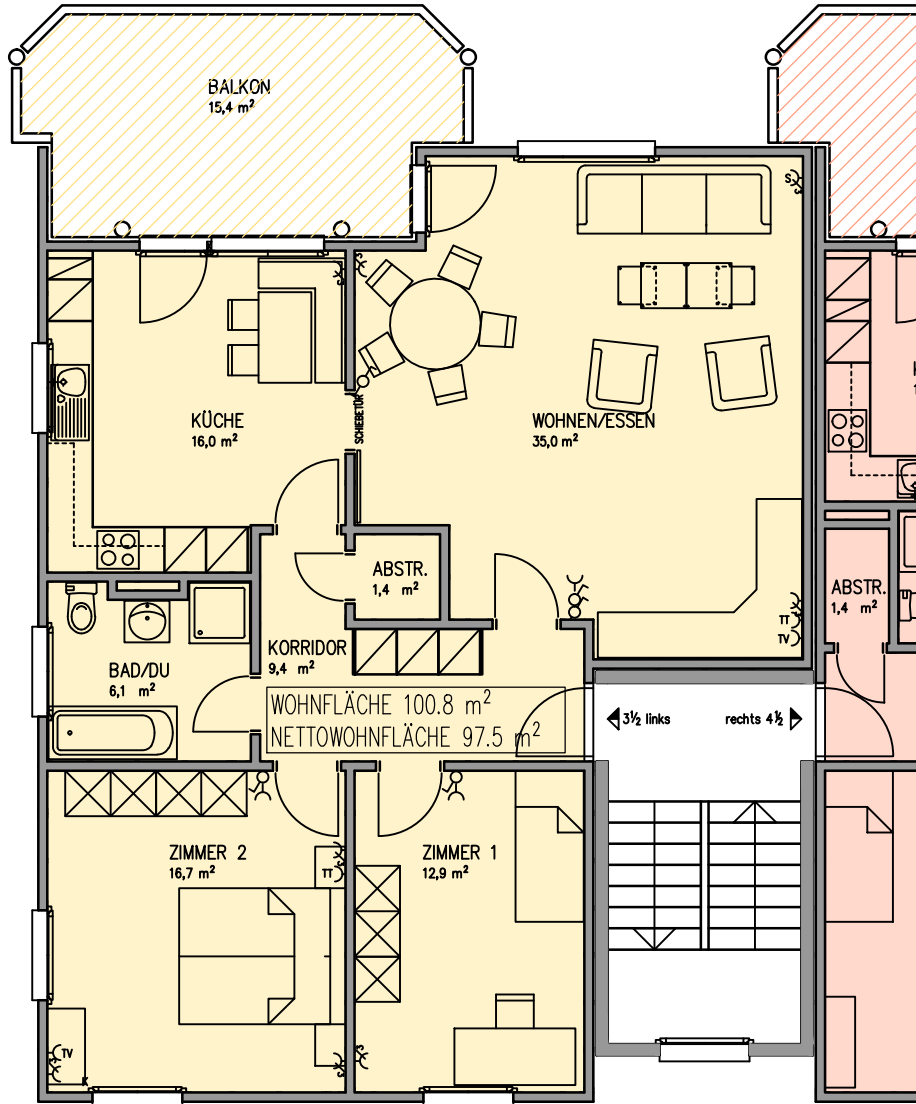 BALKON
15,4 m²
S
KÜCHE
16,0 m²
SCHIEBETÜR
WOHNEN/ESSEN
35,0 m²
ABSTR.
1,4 m²
ABSTR.
1,4 m²
TT
TV
KORRIDOR
9,4 m²
BAD/DU
6,1 m²
WOHNFLÄCHE 100.8 m²
NETTOWOHNFLÄCHE 97.5 m²
3½ links
rechts 4½
ZIMMER 2
16,7 m²
TT
ZIMMER 1
12,9 m²
TV